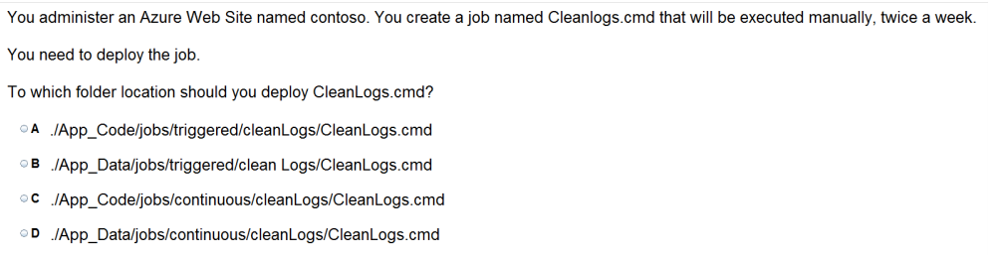 You administer an Azure Web Site named contoso. You create a job named Cleanlogs.cmd that will be executed manually, twice a week.
You need to deploy the job.
To which folder location should you deploy CleanLogs.cmd?
A ./App_Code/jobs/triggered/cleanLogs/CleanLogs.cmd
B ./App_Data/jobs/triggered/clean Logs/CleanLogs.cmd
C ./App_Code/jobs/continuous/cleanLogs/CleanLogs.cmd
D ./App_Data/jobs/continuous/cleanLogs/CleanLogs.cmd